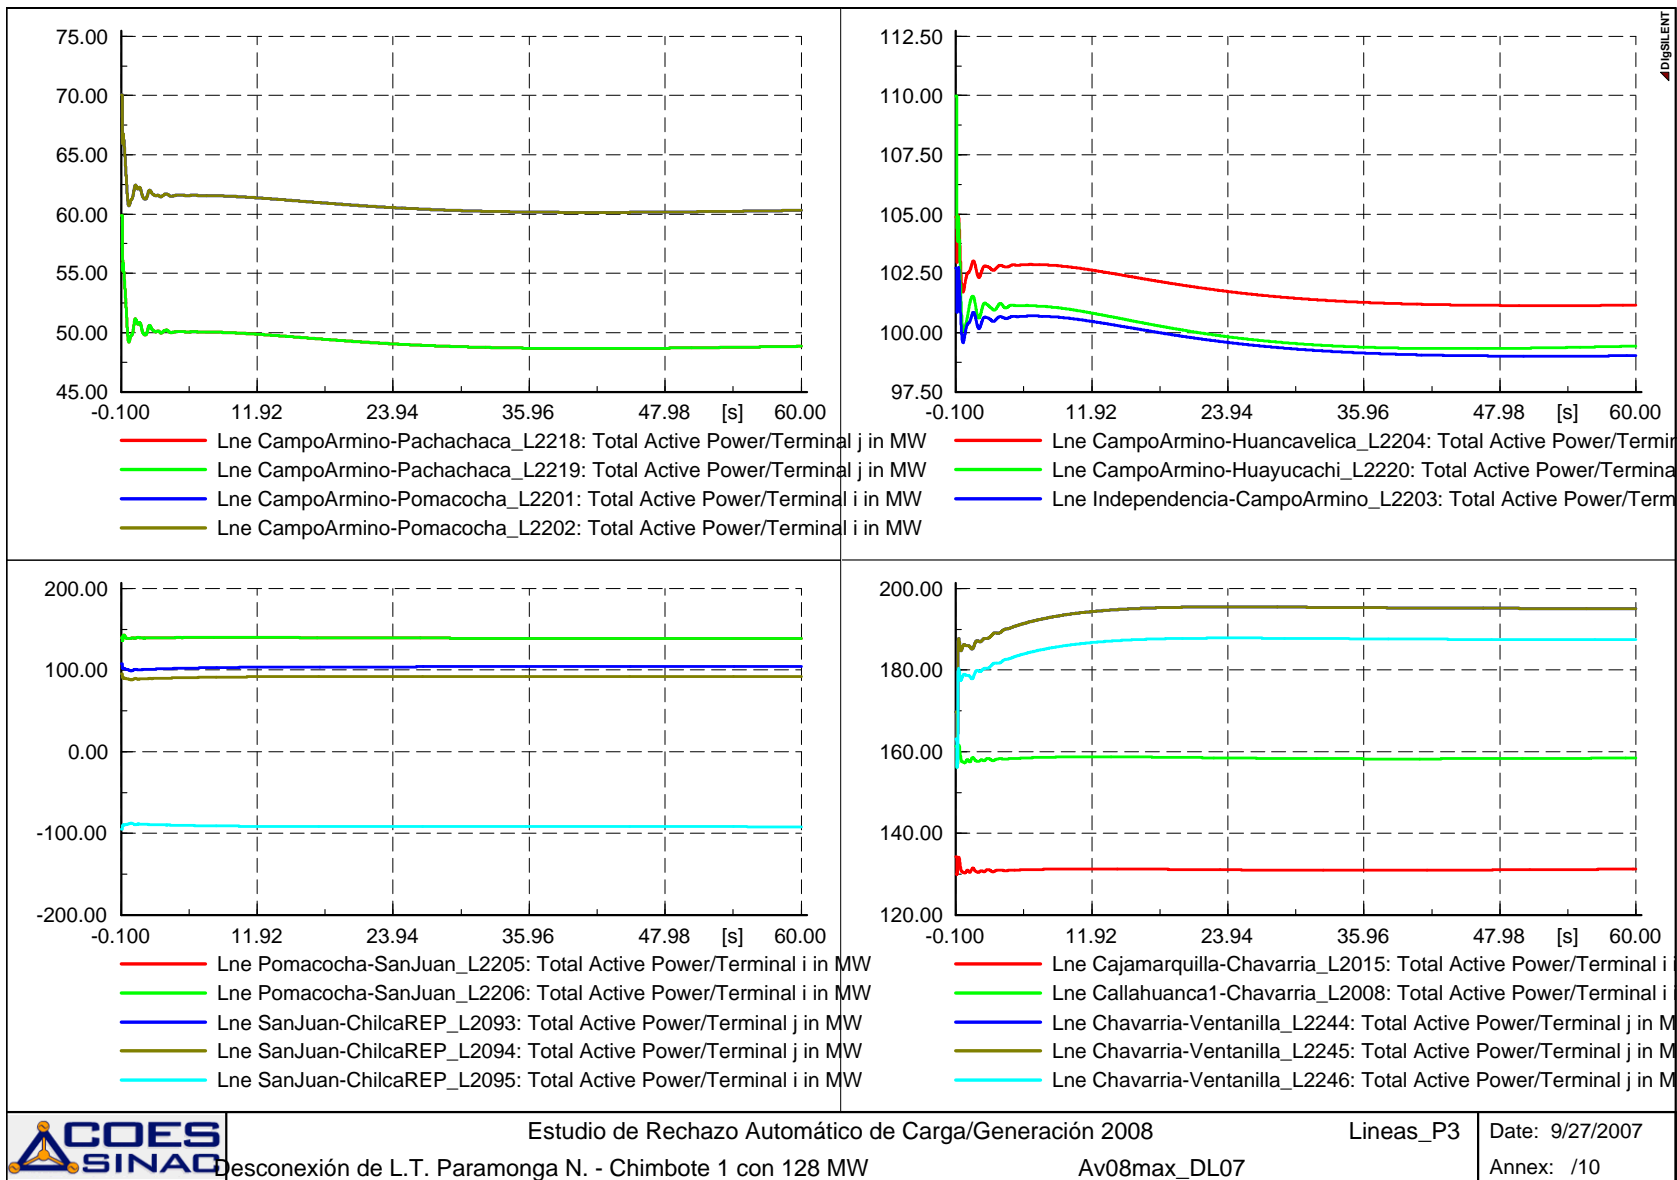 75.00
70.00
65.00
60.00
55.00
50.00
45.00
-0.100 11.92 23.94 35.96 47.98 [s] 60.00
Lne CampoArmino-Pachachaca_L2218: Total Active Power/Terminal j in MW
Lne CampoArmino-Pachachaca_L2219: Total Active Power/Terminal j in MW
Lne CampoArmino-Pomacocha_L2201: Total Active Power/Terminal i in MW
Lne CampoArmino-Pomacocha_L2202: Total Active Power/Terminal i in MW
DIgSILENT
112.50
110.00
107.50
105.00
102.50
100.00
97.50
-0.100 11.92 23.94 35.96 47.98 [s] 60.00
Lne CampoArmino-Huancavelica_L2204: Total Active Power/Termin
Lne CampoArmino-Huayucachi_L2220: Total Active Power/Termina
Lne Independencia-CampoArmino_L2203: Total Active Power/Term
200.00
100.00
0.00
-100.00
-200.00
-0.100 11.92 23.94 35.96 47.98 [s] 60.00
Lne Pomacocha-SanJuan_L2205: Total Active Power/Terminal i in MW
Lne Pomacocha-SanJuan_L2206: Total Active Power/Terminal i in MW
Lne SanJuan-ChilcaREP_L2093: Total Active Power/Terminal j in MW
Lne SanJuan-ChilcaREP_L2094: Total Active Power/Terminal j in MW
Lne SanJuan-ChilcaREP_L2095: Total Active Power/Terminal i in MW
200.00
180.00
160.00
140.00
120.00
-0.100 11.92 23.94 35.96 47.98 [s] 60.00
Lne Cajamarquilla-Chavarria_L2015: Total Active Power/Terminal i i
Lne Callahuanca1-Chavarria_L2008: Total Active Power/Terminal i i
Lne Chavarria-Ventanilla_L2244: Total Active Power/Terminal j in M
Lne Chavarria-Ventanilla_L2245: Total Active Power/Terminal j in M
Lne Chavarria-Ventanilla_L2246: Total Active Power/Terminal j in M
COES
SINAC
Estudio de Rechazo Automático de Carga/Generación 2008 Lineas_P3
Desconexión de L.T. Paramonga N. - Chimbote 1 con 128 MW Av08max_DL07
Date: 9/27/2007
Annex: /10